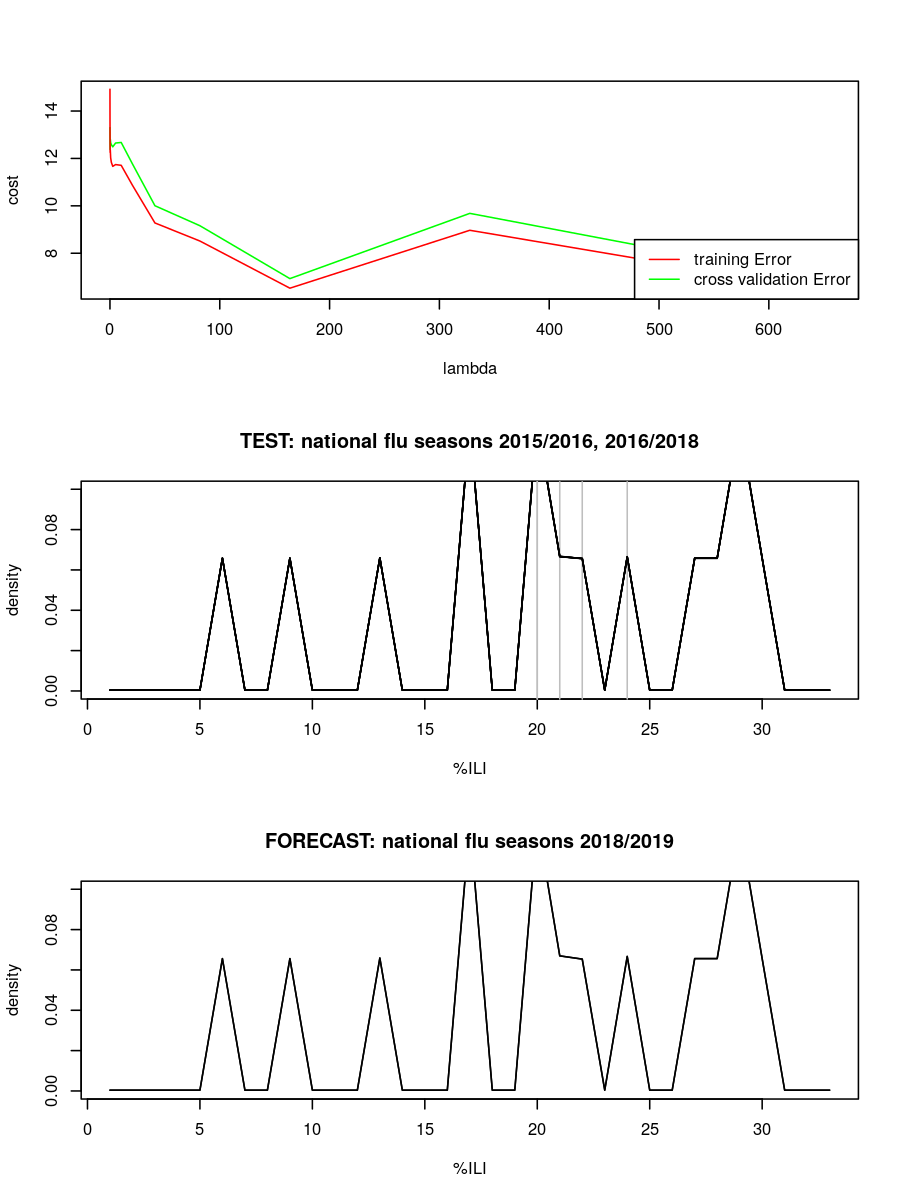 14
12
10
8
cost
training Error
cross validation Error
0 100 200 300 400 500 600
lambda
TEST: national flu seasons 2015/2016, 2016/2018
0.08
0.04
0.00
density
0 5 10 15 20 25 30
%ILI
FORECAST: national flu seasons 2018/2019
0.08
0.04
0.00
density
0 5 10 15 20 25 30
%ILI